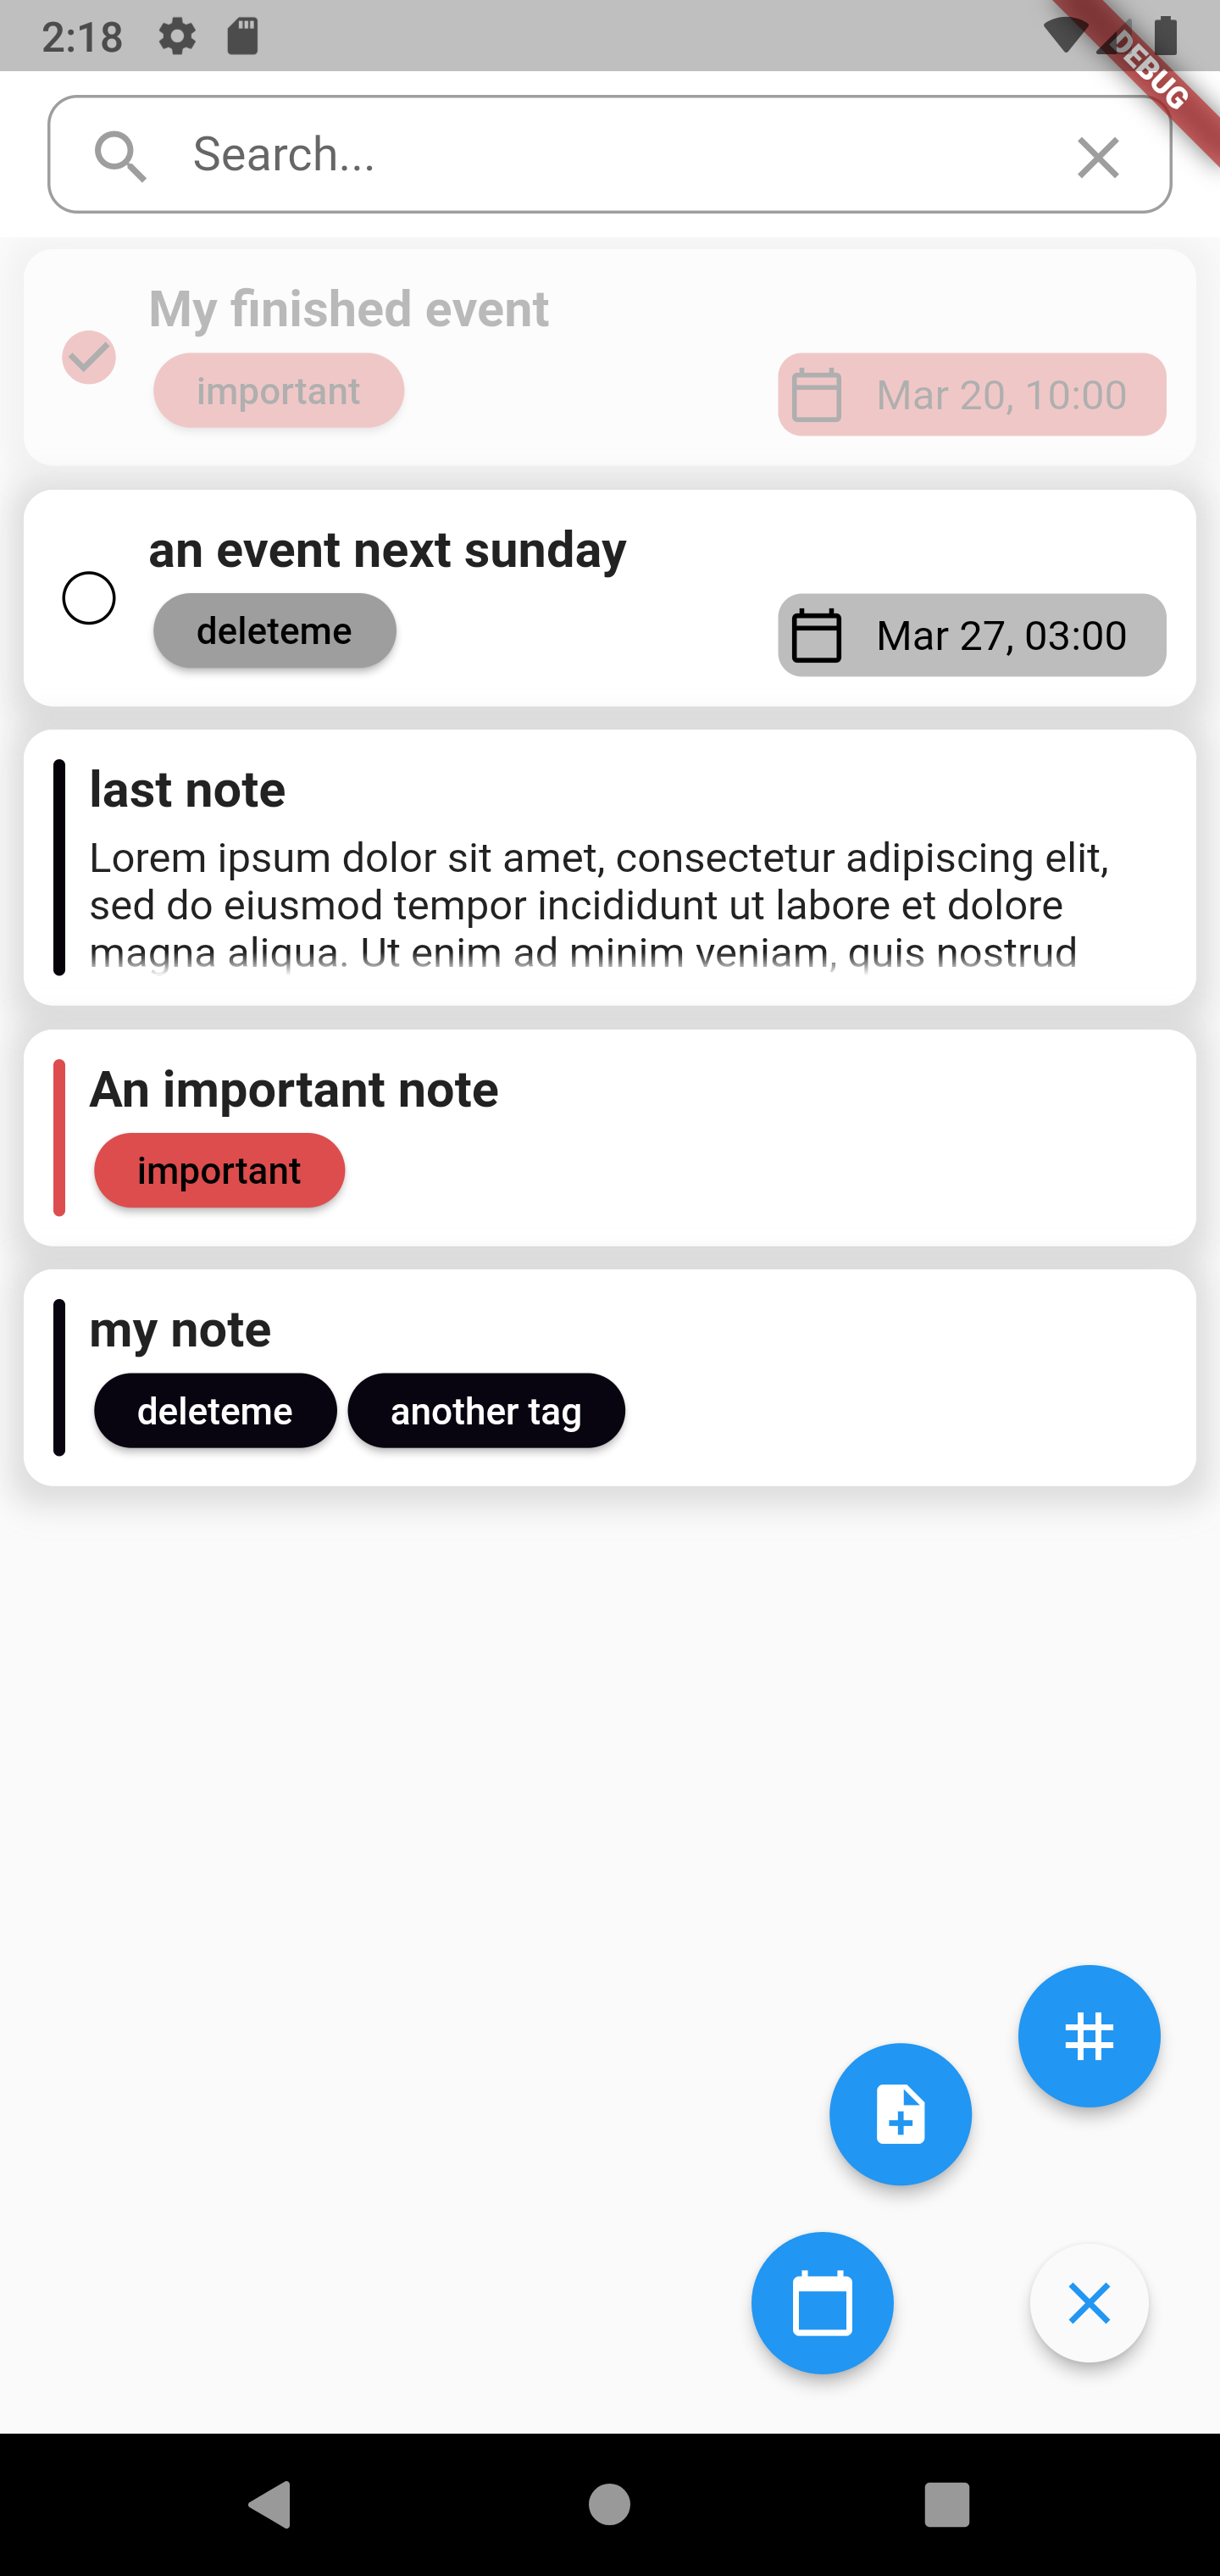 2:18
DEBUG
Search...
My finished event
important
Mar 20, 10:00
an event next sunday
deleteme
Mar 27, 03:00
last note
Lorem ipsum dolor sit amet, consectetur adipiscing elit,
sed do eiusmod tempor incididunt ut labore et dolore
magna aliqua. Ut enim ad minim veniam, quis nostrud
An important note
important
my note
deleteme another tag